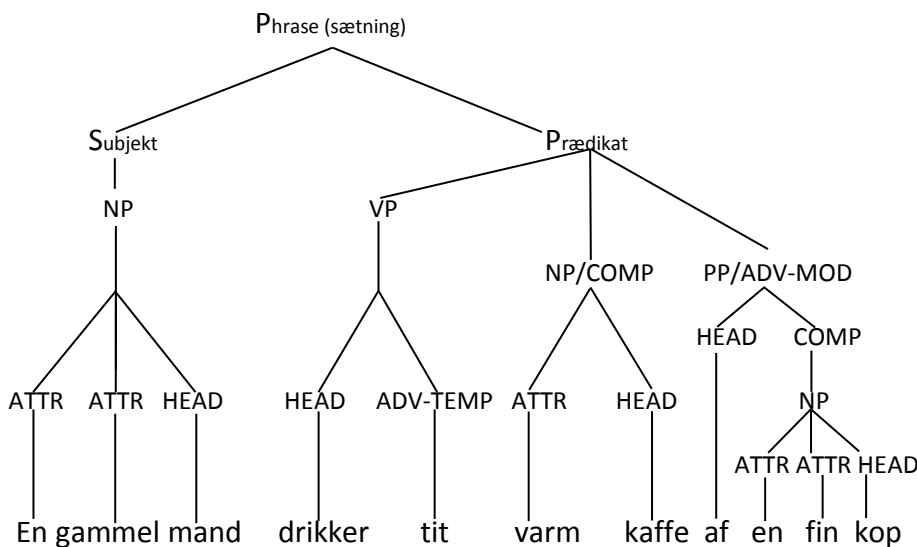 Phrase (sætning)
Subjekt Prædikat
NP VP
NP/COMP PP/ADV-MOD
HEAD COMP
ATTR ATTR HEAD HEAD ADV-TEMP ATTR HEAD NP
ATTR ATTR HEAD
En gammel mand drikker tit varm kaffe af en fin kop